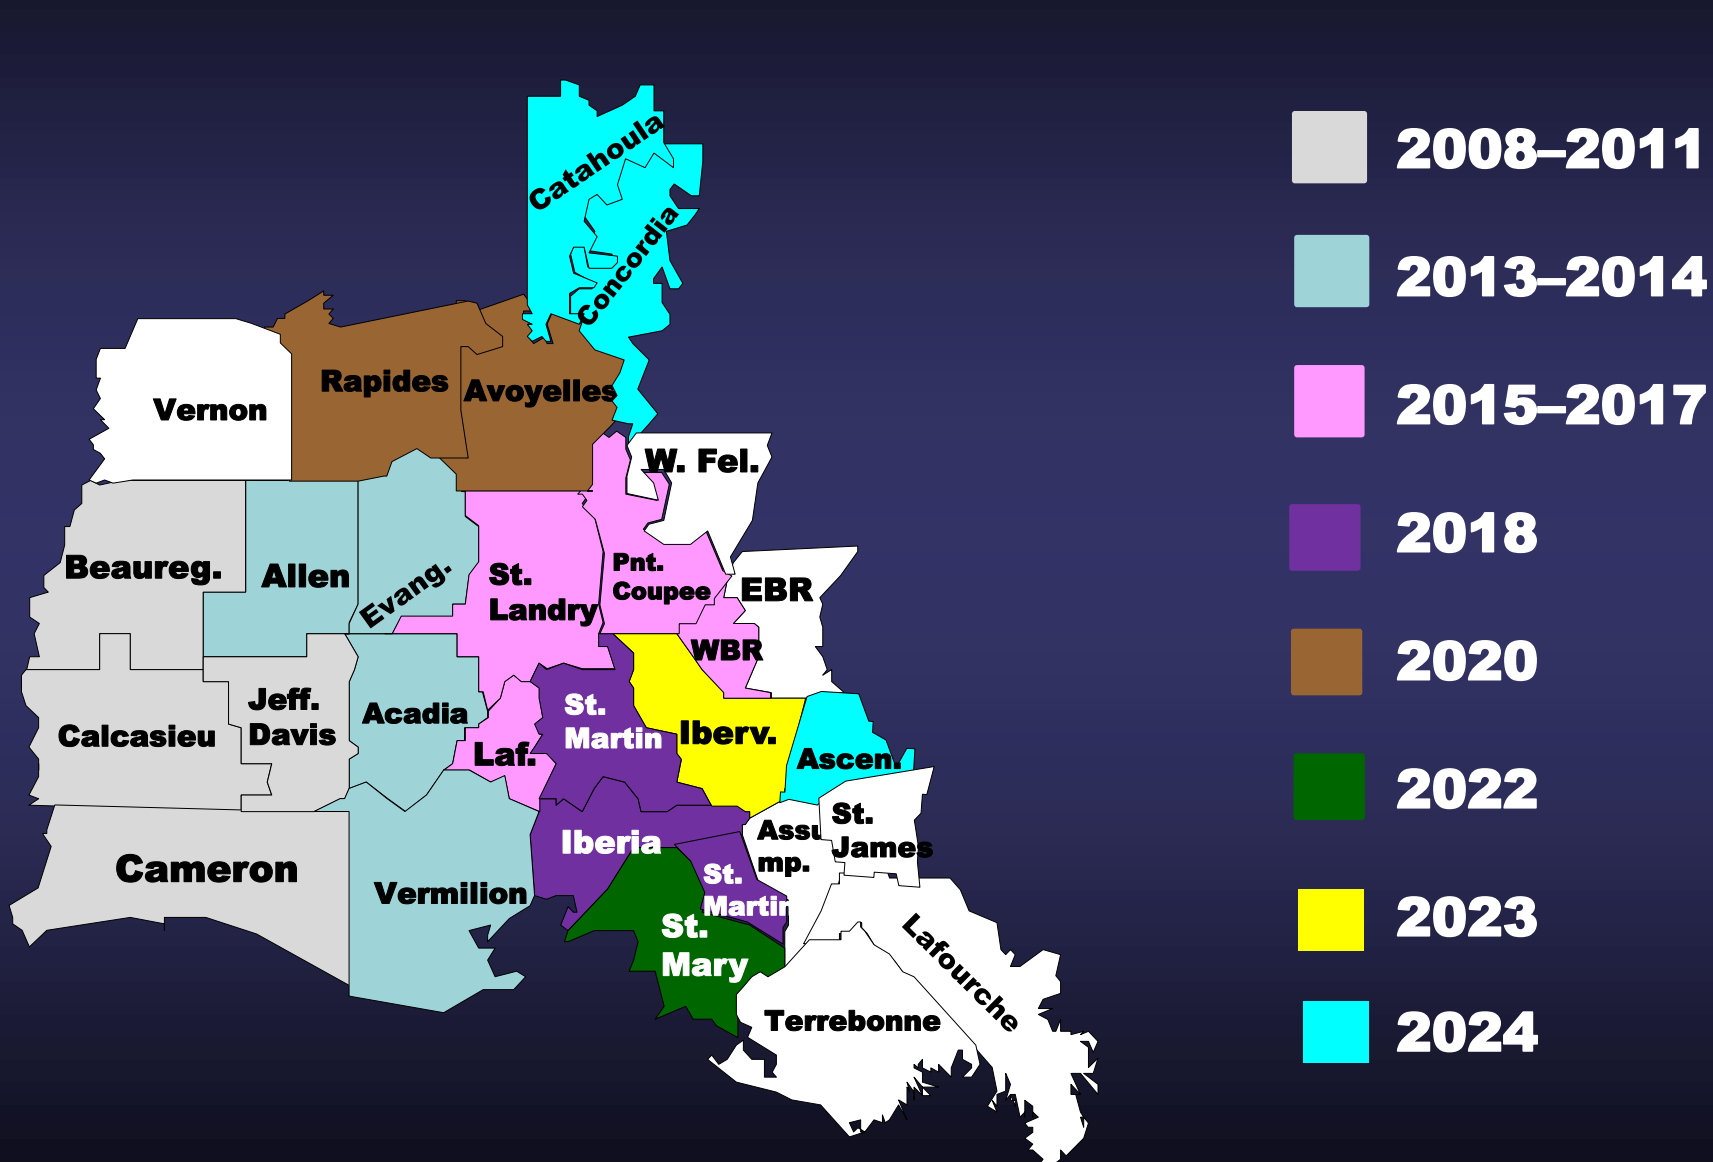 Catahoula
Concordia
Rapides
Avoyelles
Vernon
W. Fel.
Beaureg.
Allen
Evang.
St.
Landry
Pnt.
Coupee
EBR
WBR
Calcasieu
Jeff.
Davis
Acadia
Laf.
St.
Martin
Iberv.
Ascen.
Cameron
Vermilion
Iberia
St.
Martin
St.
Mary
Assu
mp.
St.
James
Terrebonne
Lafourche
2008–2011
2013–2014
2015–2017
2018
2020
2022
2023
2024